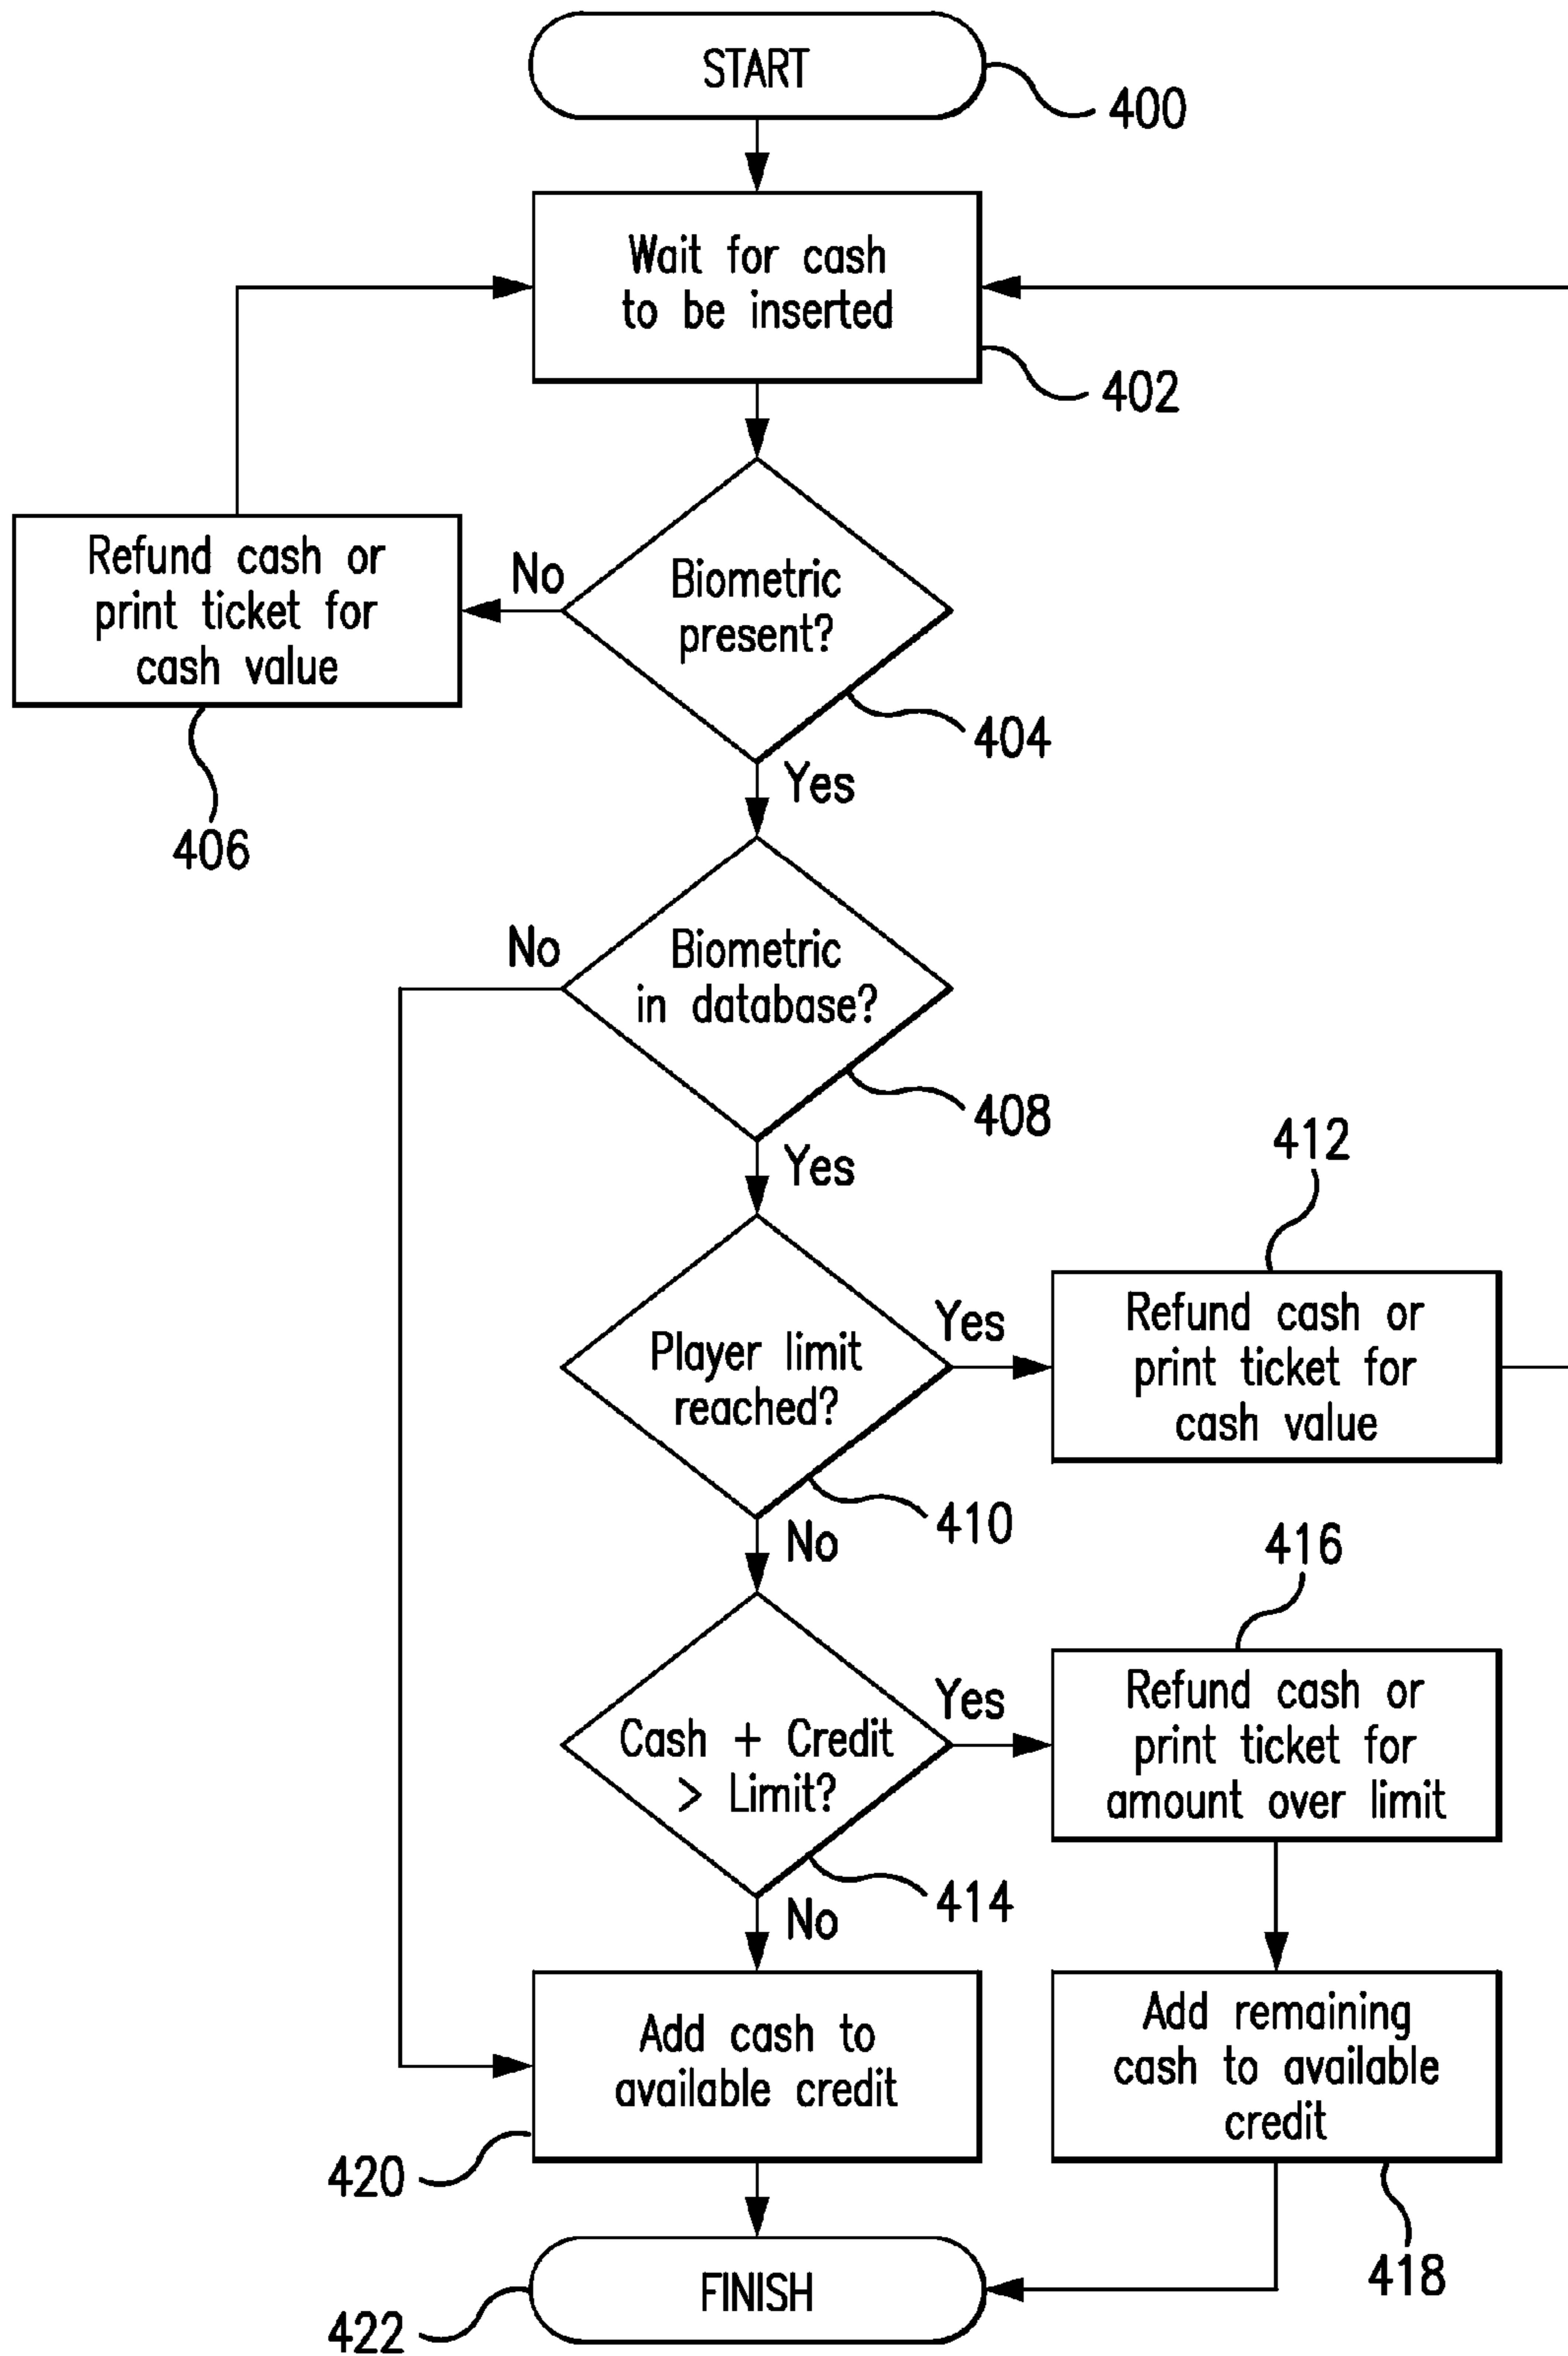 START
400
Wait for cash
to be inserted
402
Refund cash or
print ticket for
cash value
406
No
Biometric
present?
404
Yes
No
Biometric
in database?
408
Yes
412
Player limit
reached?
Yes
Refund cash or
print ticket for
cash value
410
No
416
Cash + Credit
> Limit?
Yes
Refund cash or
print ticket for
amount over limit
414
No
Add cash to
available credit
420
Add remaining
cash to available
credit
418
FINISH
422